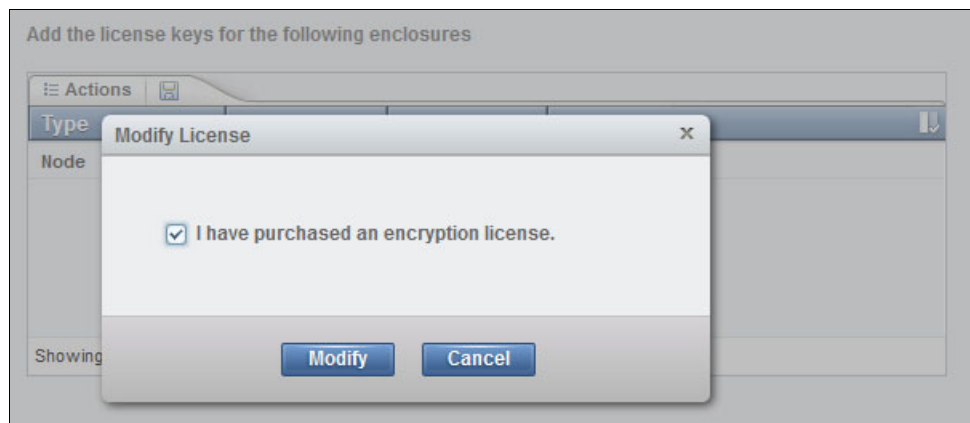 Add the license keys for the following enclosures
Actions
Type
Modify License
x
Node
I have purchased an encryption license.
Showing
Modify
Cancel